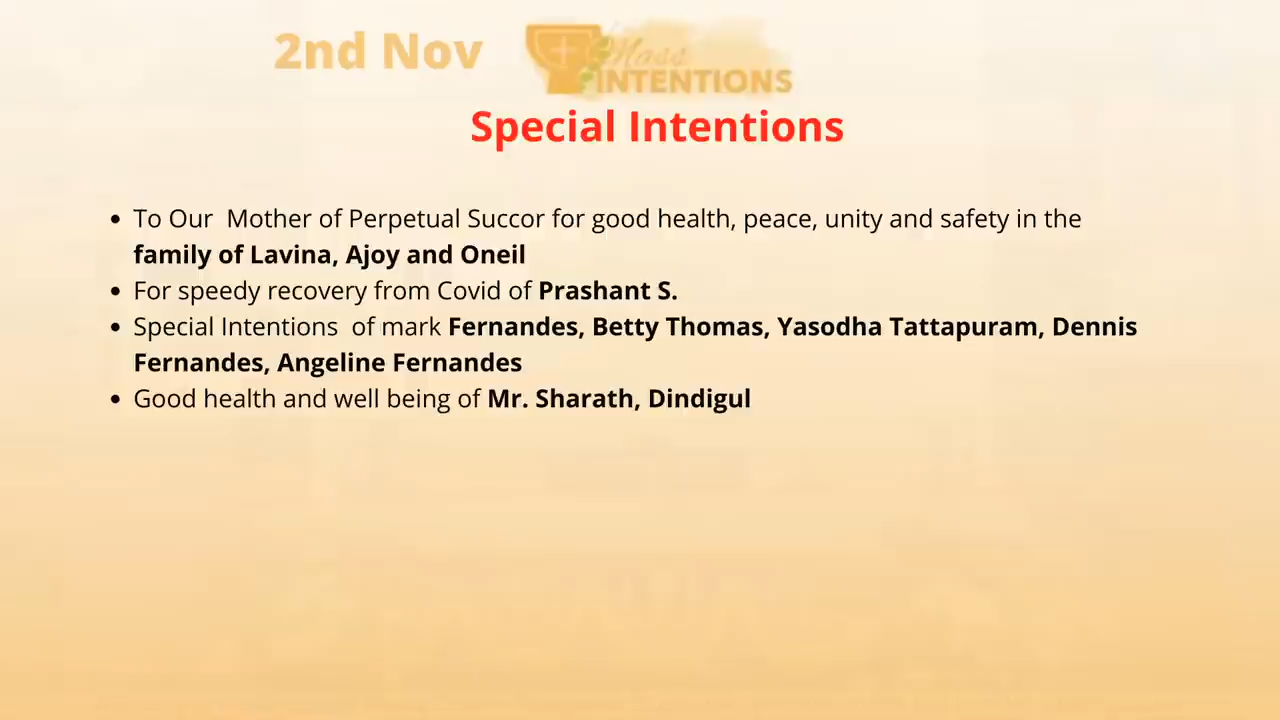 2nd Nov
Mass
INTENTIONS
Special Intentions
• To Our  Mother of Perpetual Succor for good health, peace, unity and safety in the
family of Lavina, Ajoy and Oneil
• For speedy recovery from Covid of Prashant S.
• Special Intentions  of mark Fernandes, Betty Thomas, Yasodha Tattapuram, Dennis
Fernandes, Angeline Fernandes
• Good health and well being of Mr. Sharath, Dindigul